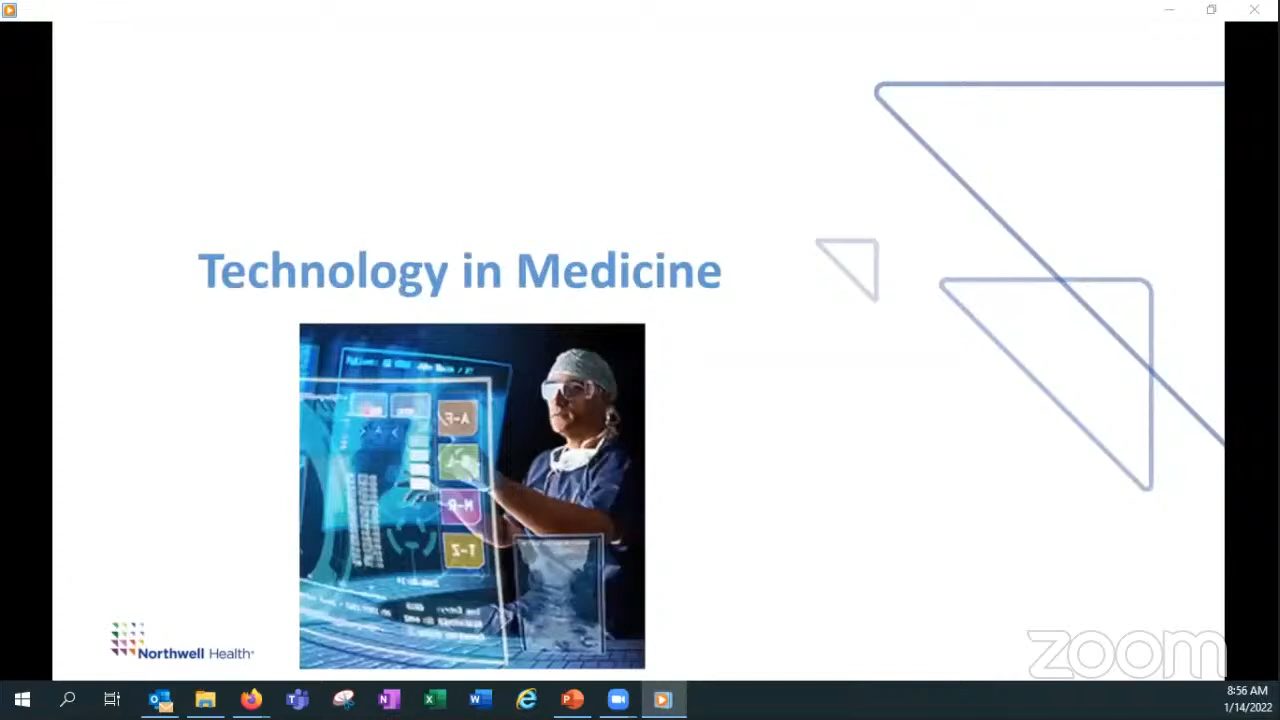 Technology in Medicine
A-F
M-R
T-Z
Northwell Health
zoom
8:56 AM
1/14/2022